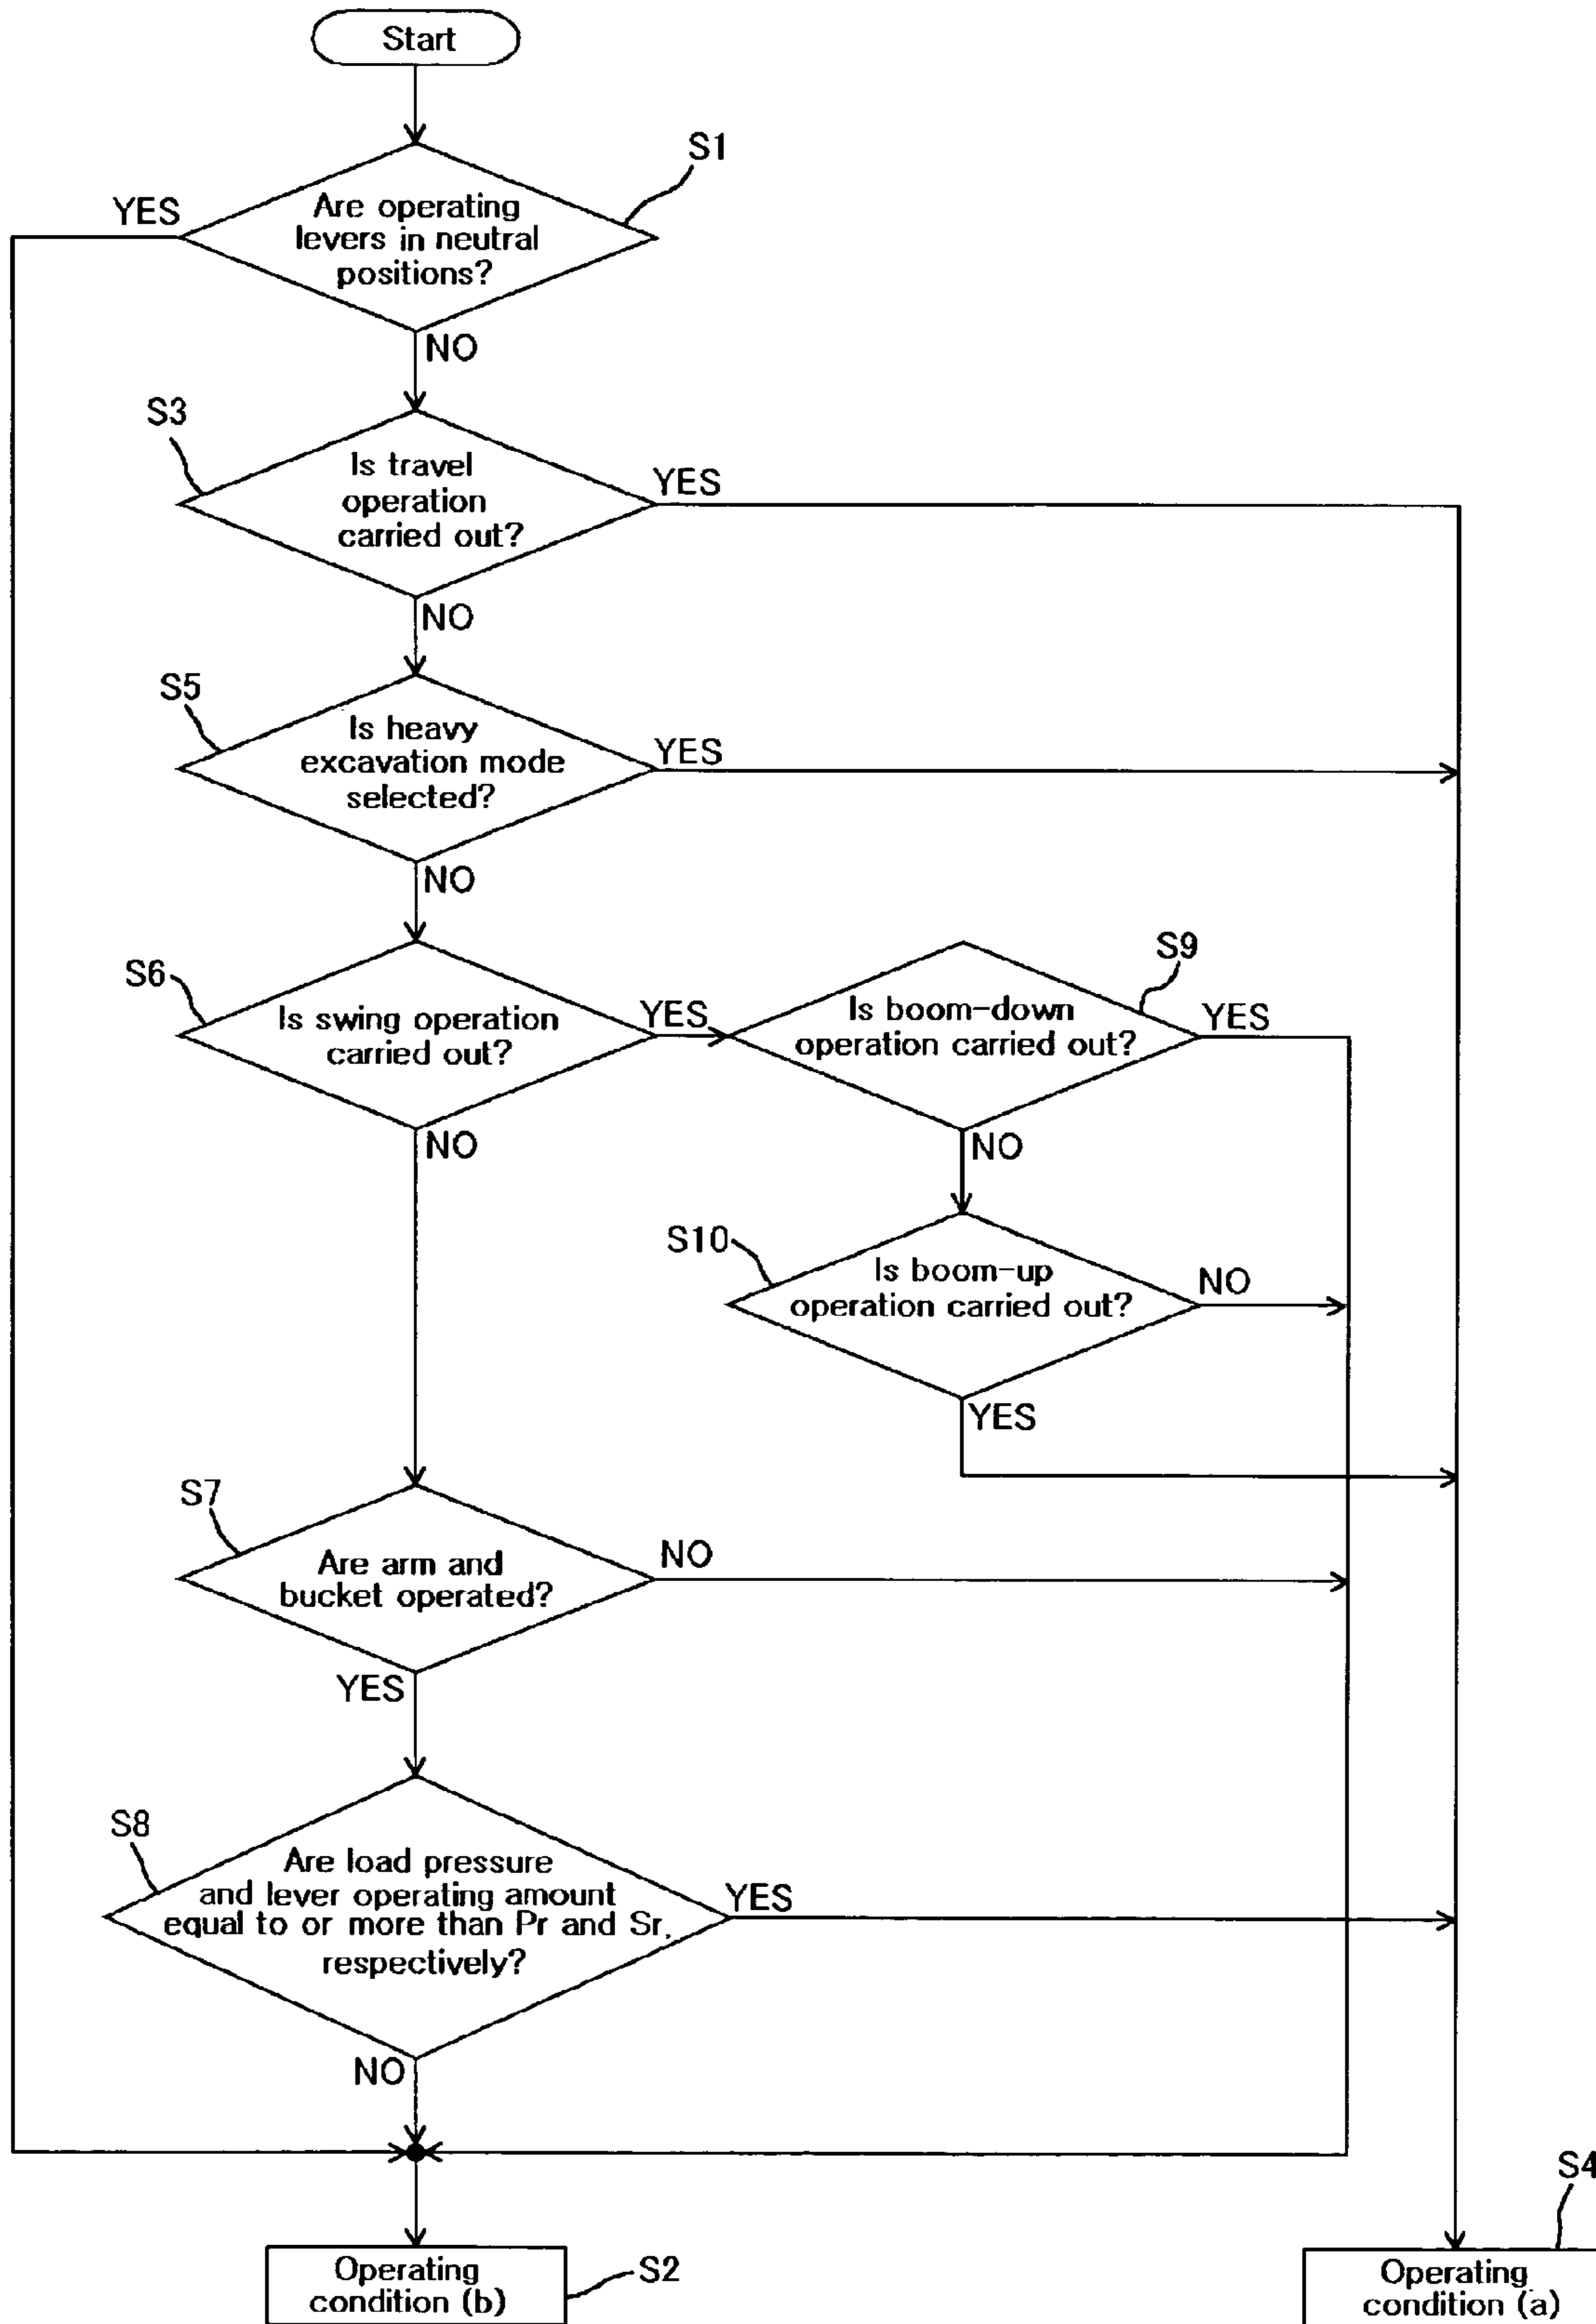 Start
S1
YES
Are operating
levers in neutral
positions?
NO
S3
Is travel
operation
carried out?
YES
NO
S5
Is heavy
excavation mode
selected?
YES
NO
S6
Is swing operation
carried out?
YES
S9
Is boom-down
operation carried out?
YES
NO
NO
S10
Is boom-up
operation carried out?
NO
YES
S7
Are arm and
bucket operated?
NO
YES
S8
Are load pressure
and lever operating amount
equal to or more than Pr and Sr,
respectively?
YES
NO
S4
Operating
condition (b)
S2
Operating
condition (a)